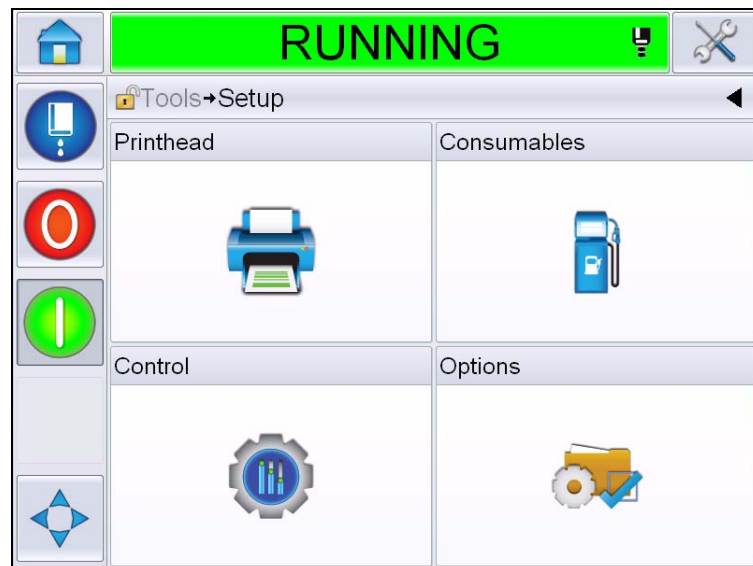 RUNNING
Tools→Setup
Printhead
Consumables
Control
Options